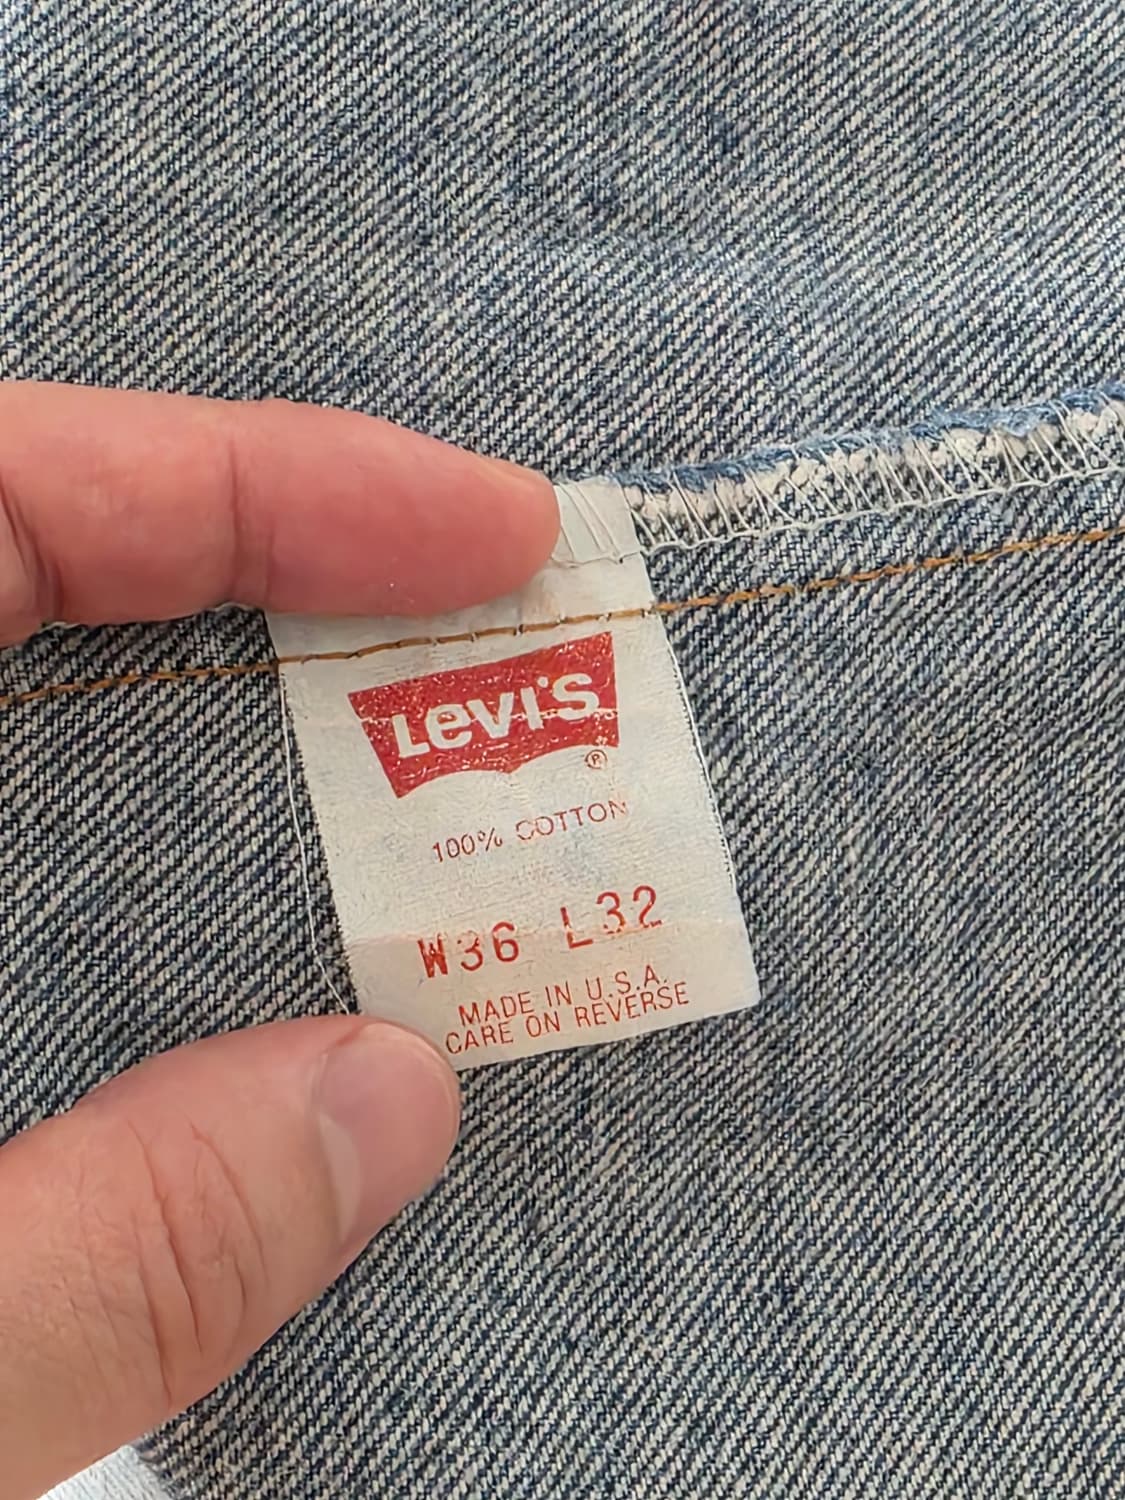 Levi's
®
100% COTTON
W36 L32
MADE IN U.S.A.
CARE ON REVERSE